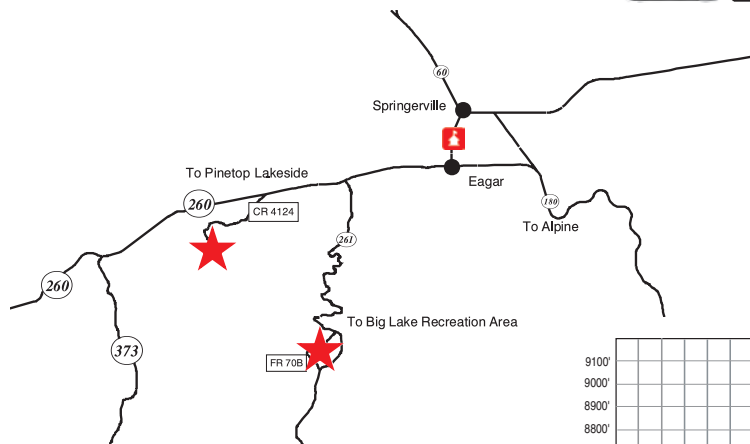 60
Springerville
To Pinetop Lakeside
Eagar
260
CR 4124
180
To Alpine
261
260
To Big Lake Recreation Area
373
FR 70B
9100'
9000'
8900'
8800'